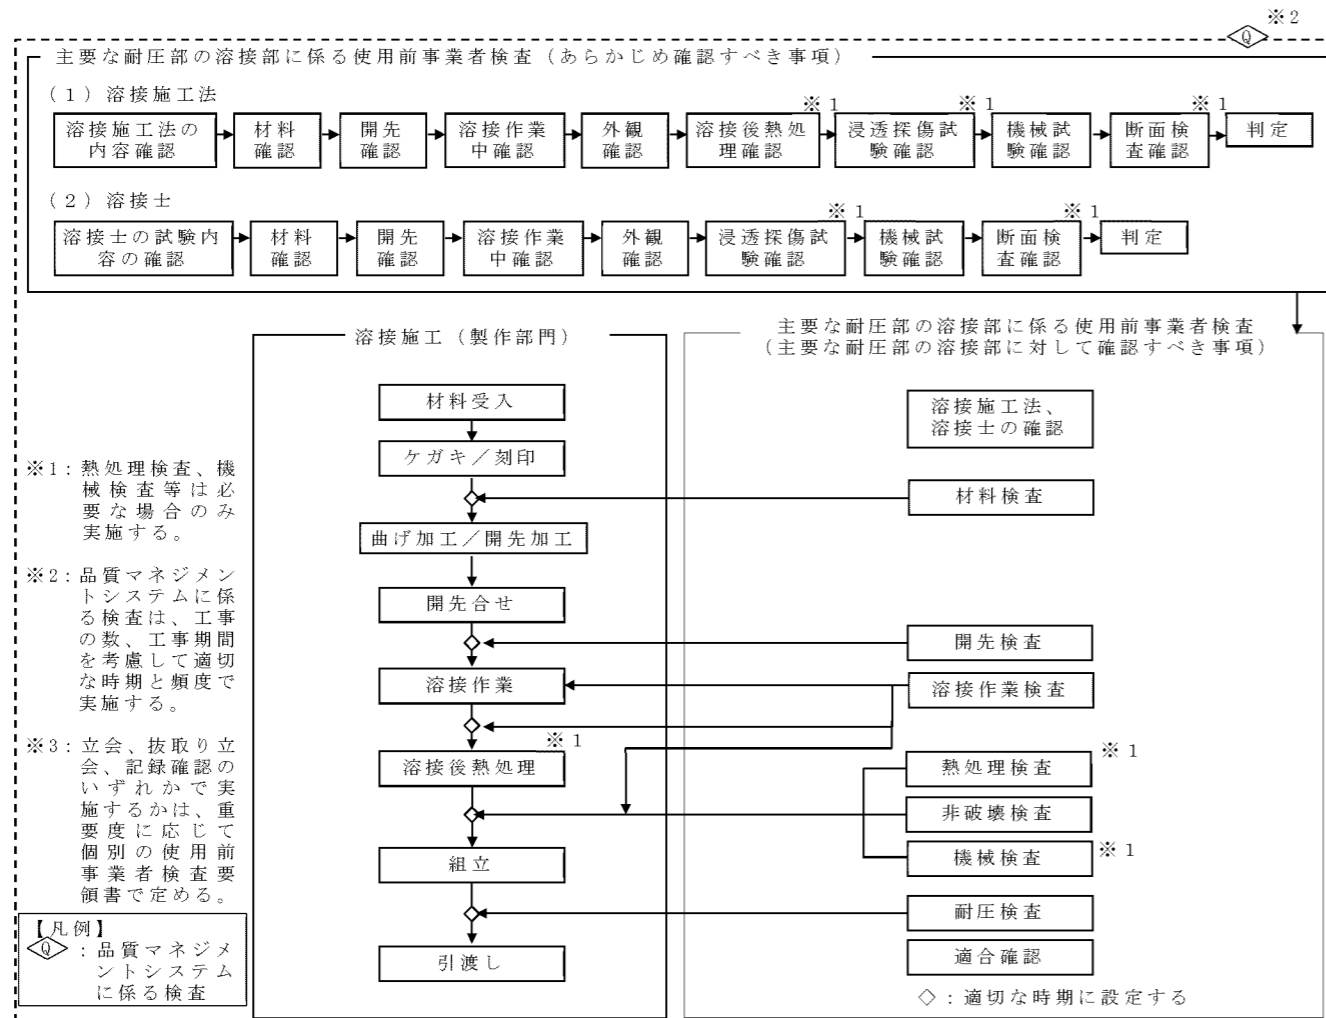 ※2
Q
主要な耐圧部の溶接部に係る使用前事業者検査（あらかじめ確認すべき事項）
（1）溶接施工法
※1
※1
※1
溶接施工法の
内容確認
材料
確認
開先
確認
溶接作業
中確認
外観
確認
溶接後熱処
理確認
浸透探傷試
験確認
機械試
験確認
断面検
査確認
判定
（2）溶接士
※1
※1
溶接士の試験内
容の確認
材料
確認
開先
確認
溶接作業
中確認
外観
確認
浸透探傷試
験確認
機械試
験確認
断面検
査確認
判定
溶接施工（製作部門）
材料受入
ケガキ／刻印
曲げ加工／開先加工
開先合せ
溶接作業
※1
溶接後熱処理
組立
引渡し
主要な耐圧部の溶接部に係る使用前事業者検査
（主要な耐圧部の溶接部に対して確認すべき事項）
溶接施工法、
溶接士の確認
材料検査
開先検査
溶接作業検査
熱処理検査
※1
非破壊検査
機械検査
※1
耐圧検査
適合確認
◇：適切な時期に設定する
※1：熱処理検査、機
械検査等は必
要な場合のみ
実施する。
※2：品質マネジメン
トシステムに係
る検査は、工事
の数、工事期間
を考慮して適切
な時期と頻度で
実施する。
※3：立会、抜取り立
会、記録確認の
いずれかで実
施するかは、重
要度に応じて
個別の使用前
事業者検査要
領書で定める。
【凡例】
Q：品質マネジメ
ントシステム
に係る検査